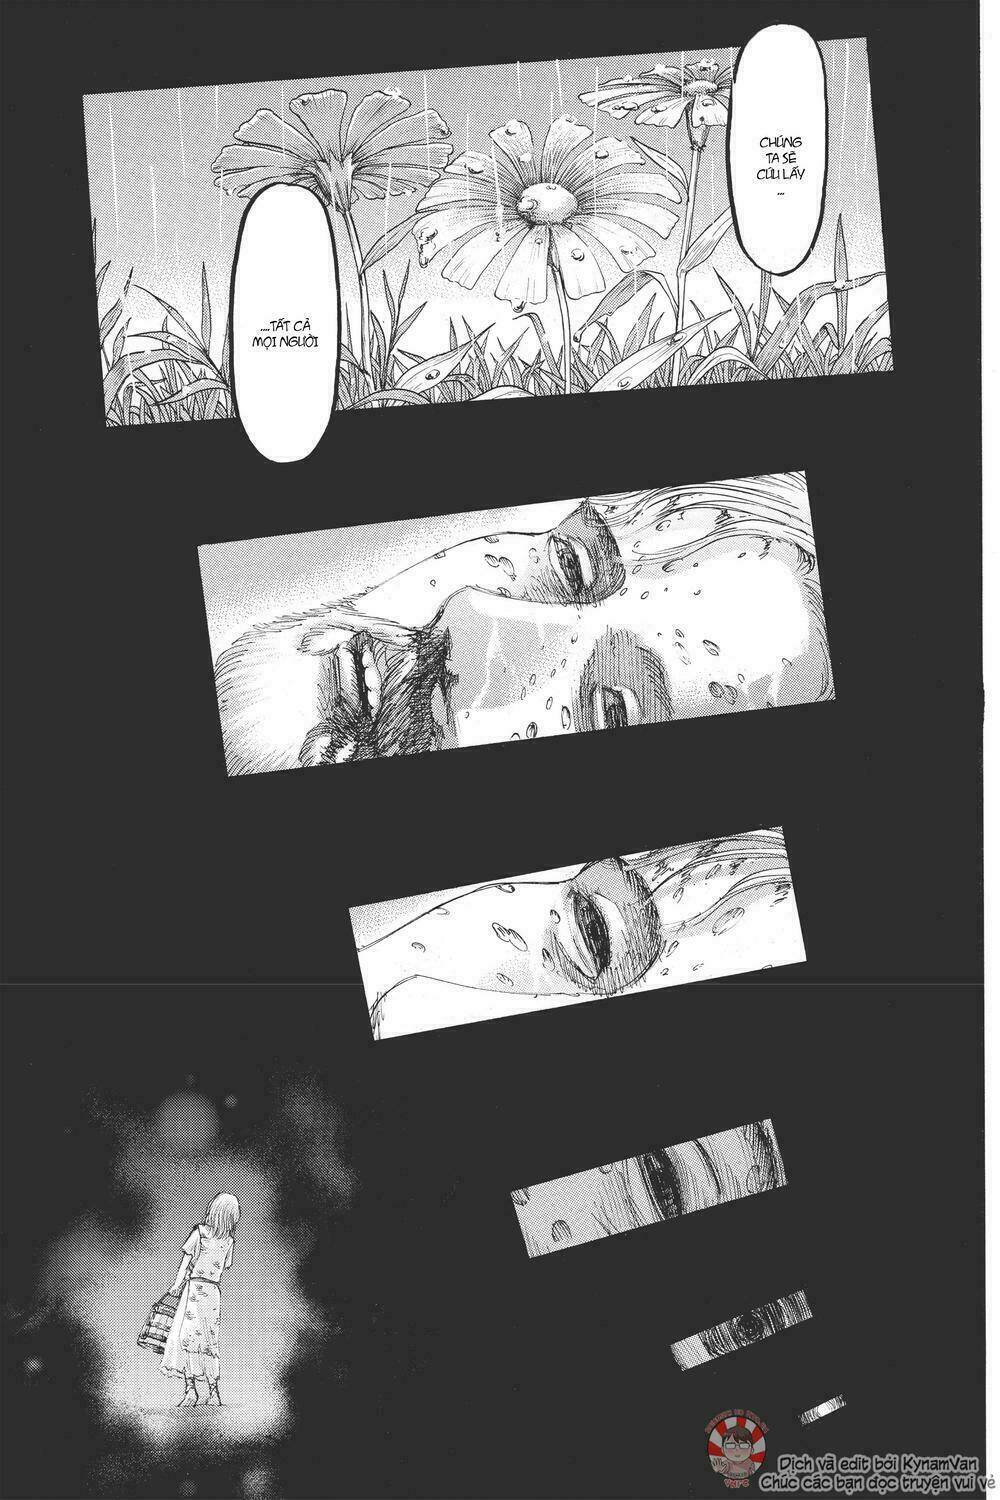 CHÚNG
TA SẼ
CỨU LẤY
...
....TẤT CẢ
MỌI NGƯỜI
Dịch vã edit bởi KynamVan
Chúc các bạn đọc truyện vui vẻ